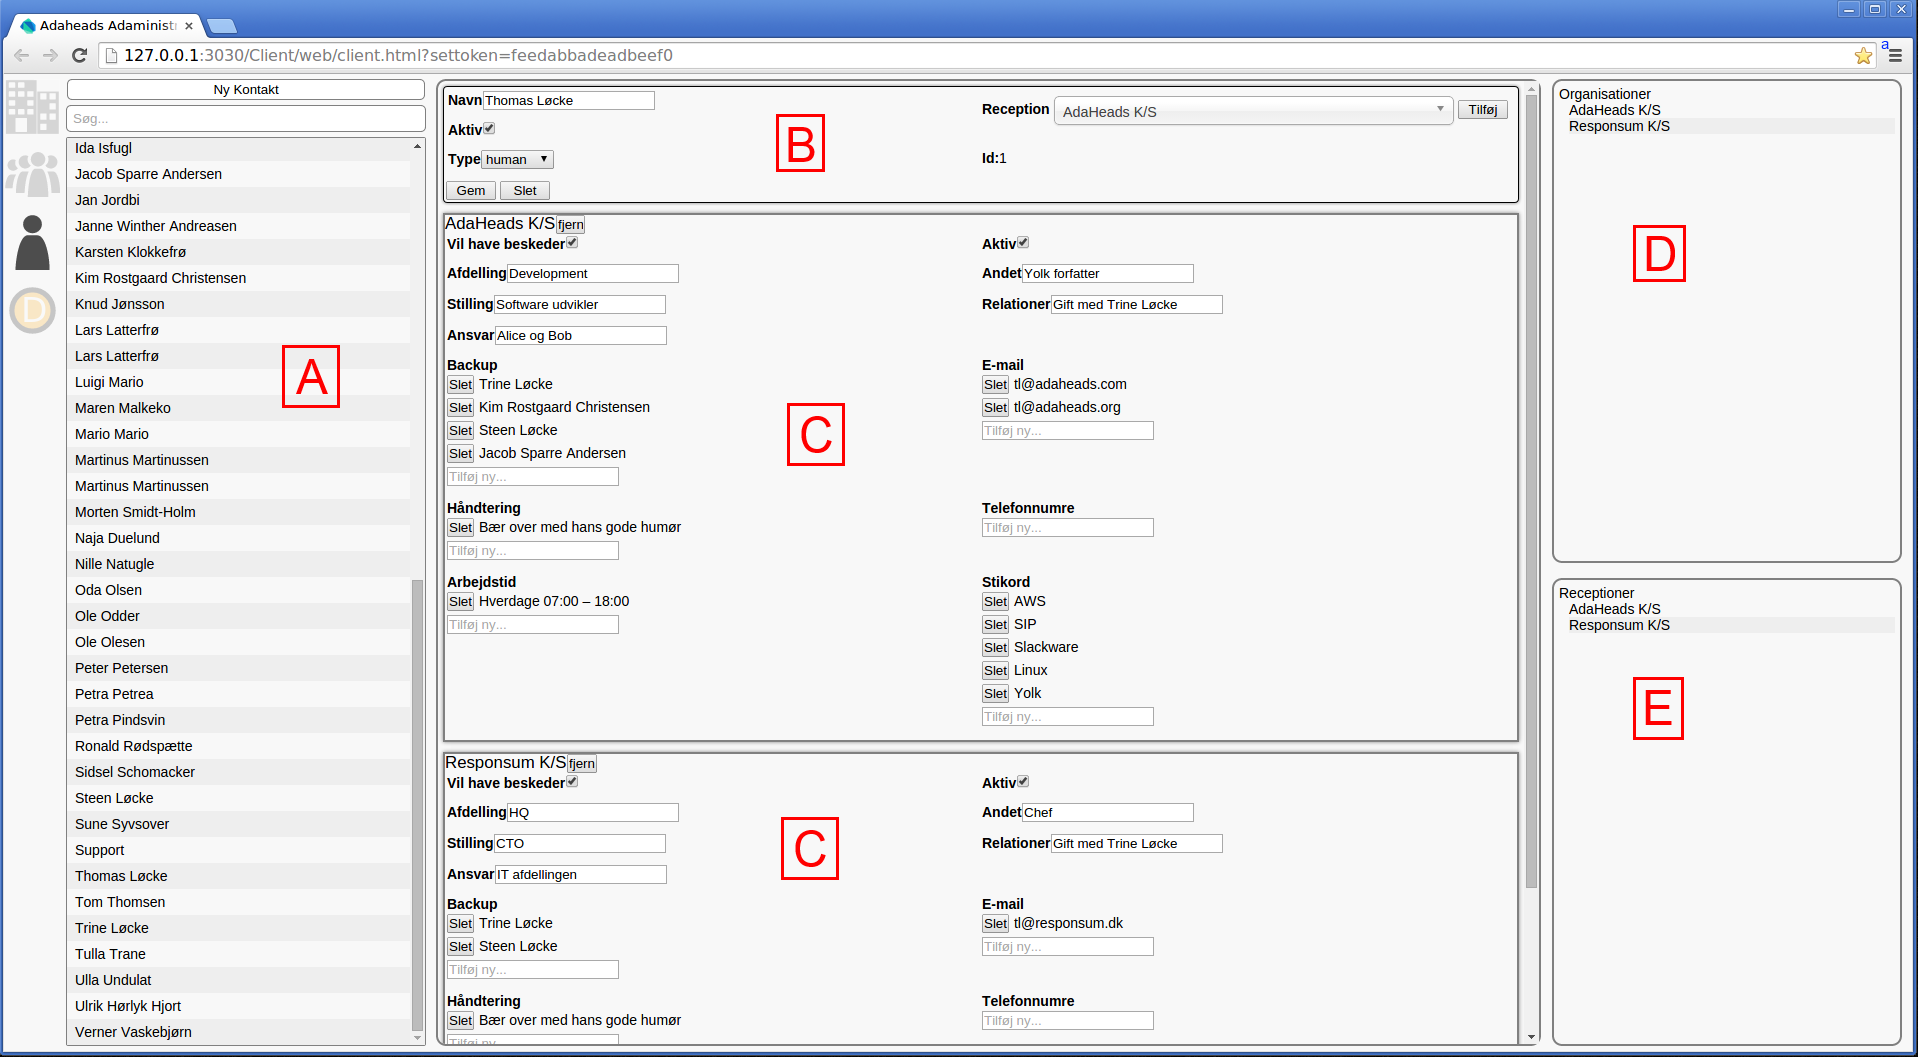 Adaheads Adaminist
127.0.0.1:3030/Client/web/client.html?settoken=feedabbadeadbeef0
a
D
Ny Kontakt
Søg...
Ida Isfugl
Jacob Sparre Andersen
Jan Jordbi
Janne Winther Andreasen
Karsten Klokkefrø
Kim Rostgaard Christensen
Knud Jønsson
Lars Latterfrø
Lars Latterfrø
Luigi Mario
Maren Malkeko
Mario Mario
Martinus Martinussen
Martinus Martinussen
Morten Smidt-Holm
Naja Duelund
Nille Natugle
Oda Olsen
Ole Odder
Ole Olesen
Peter Petersen
Petra Petrea
Petra Pindsvin
Ronald Rødspætte
Sidsel Schomacker
Steen Løcke
Sune Syvsover
Support
Thomas Løcke
Tom Thomsen
Trine Løcke
Tulla Trane
Ulla Undulat
Ulrik Hørlyk Hjort
Verner Vaskebjørn
A
Navn Thomas Løcke
Reception AdaHeads K/S Tilføj
Aktiv
B
Type human
Id:1
Gem Slet
AdaHeads K/S fjern
Vil have beskeder Aktiv
Afdelling Development Andet Yolk forfatter
Stilling Software udvikler Relationer Gift med Trine Løcke
Ansvar Alice og Bob
Backup
Slet Trine Løcke
Slet Kim Rostgaard Christensen
Slet Steen Løcke
Slet Jacob Sparre Andersen
Tilføj ny...
E-mail
Slet tl@adaheads.com
Slet tl@adaheads.org
Tilføj ny...
C
Håndtering
Slet Bær over med hans gode humør
Tilføj ny...
Telefonnumre
Tilføj ny...
Arbejdstid
Slet Hverdage 07:00 – 18:00
Tilføj ny...
Stikord
Slet AWS
Slet SIP
Slet Slackware
Slet Linux
Slet Yolk
Tilføj ny...
Responsum K/S fjern
Vil have beskeder Aktiv
Afdelling HQ Andet Chef
Stilling CTO Relationer Gift med Trine Løcke
C
Ansvar IT afdellingen
Backup
Slet Trine Løcke
Slet Steen Løcke
Tilføj ny...
E-mail
Slet tl@responsum.dk
Tilføj ny...
Håndtering
Slet Bær over med hans gode humør
Tilføj ny...
Telefonnumre
Tilføj ny...
Organisationer
AdaHeads K/S
Responsum K/S
D
Receptioner
AdaHeads K/S
Responsum K/S
E